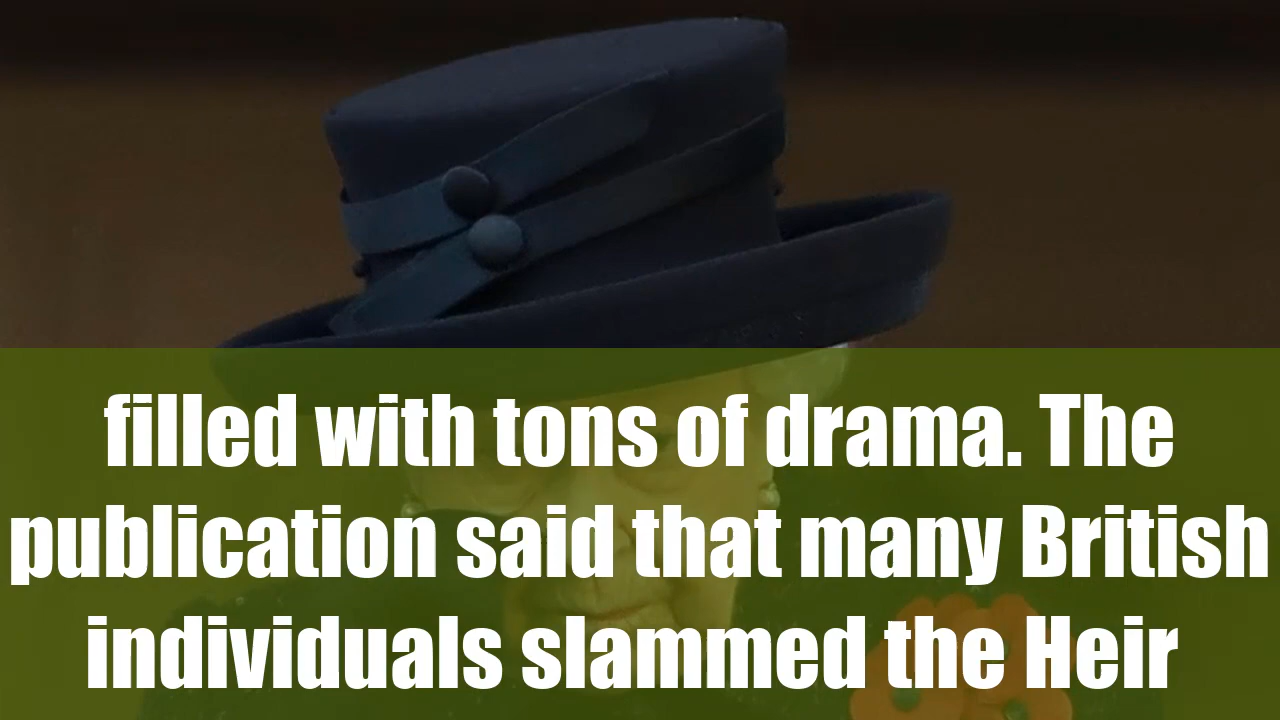 filled with tons of drama. The
publication said that many British
individuals slammed the Heir